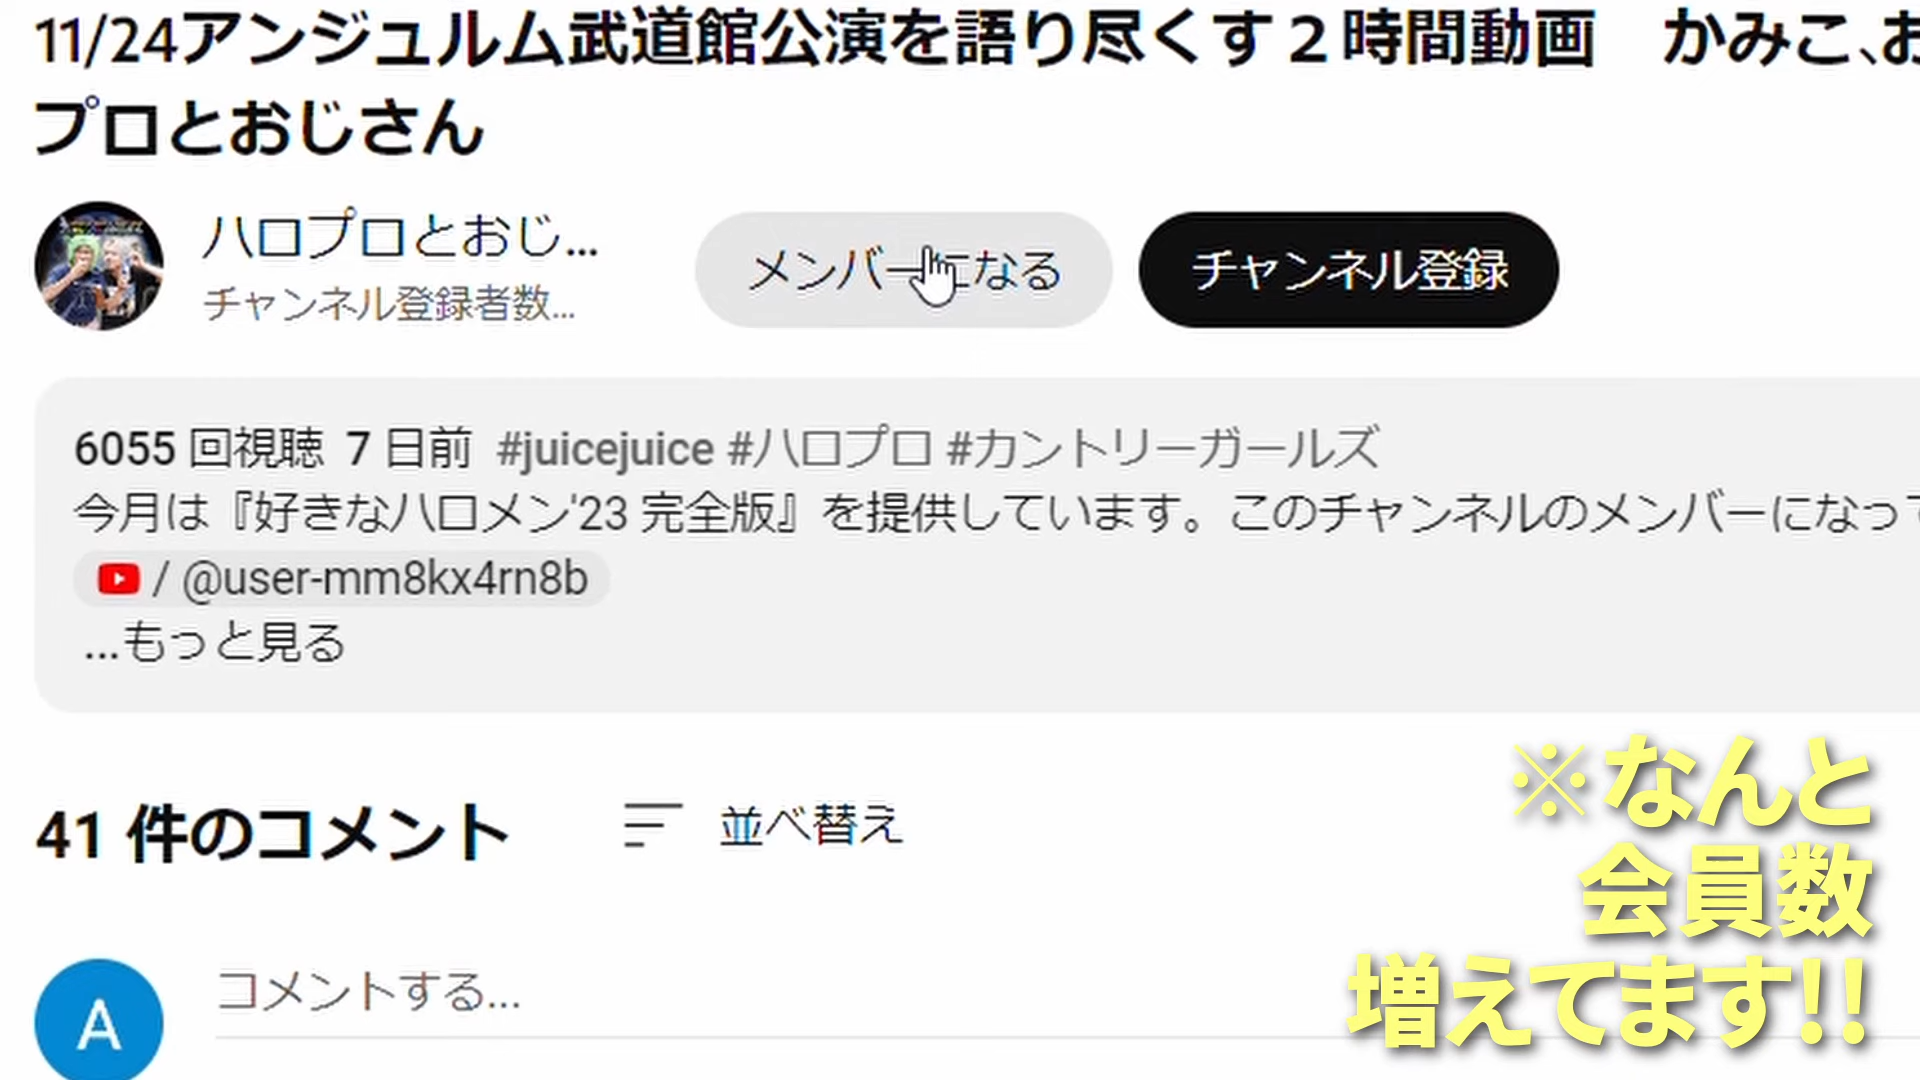 11/24アンジュルム武道館公演を語り尽くす２時間動画　かみこ、お
プロとおじさん
ハロプロとおじ...
チャンネル登録者数...
メンバーになる
チャンネル登録
6055 回視聴 7 日前 #juicejuice #ハロプロ #カントリーガールズ
今月は『好きなハロメン'23 完全版』を提供しています。このチャンネルのメンバーになって
/ @user-mm8kx4rn8b
...もっと見る
41 件のコメント
並べ替え
A
コメントする...
※なんと
会員数
増えてます!!